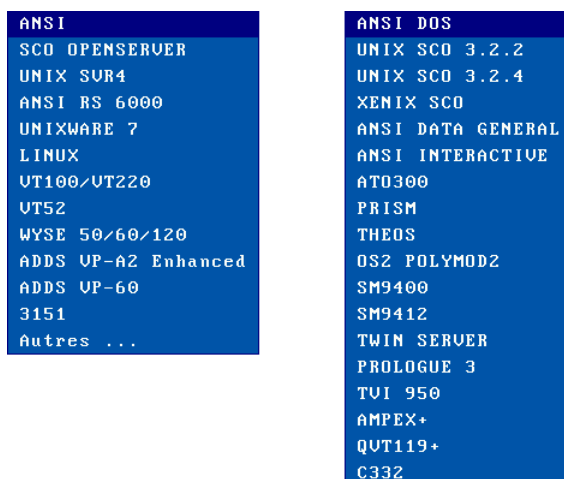 ANSI
SCO OPENSERVER
UNIX SVR4
ANSI RS 6000
UNIXWARE 7
LINUX
VT100/VT220
VT52
WYSE 50/60/120
ADDS VP-A2 Enhanced
ADDS VP-60
3151
Autres ...
ANSI DOS
UNIX SCO 3.2.2
UNIX SCO 3.2.4
XENIX SCO
ANSI DATA GENERAL
ANSI INTERACTIVE
ATO300
PRISM
THEOS
OS2 POLYMOD2
SM9400
SM9412
TWIN SERVER
PROLOGUE 3
TVI 950
AMPEX+
QVT119+
C332